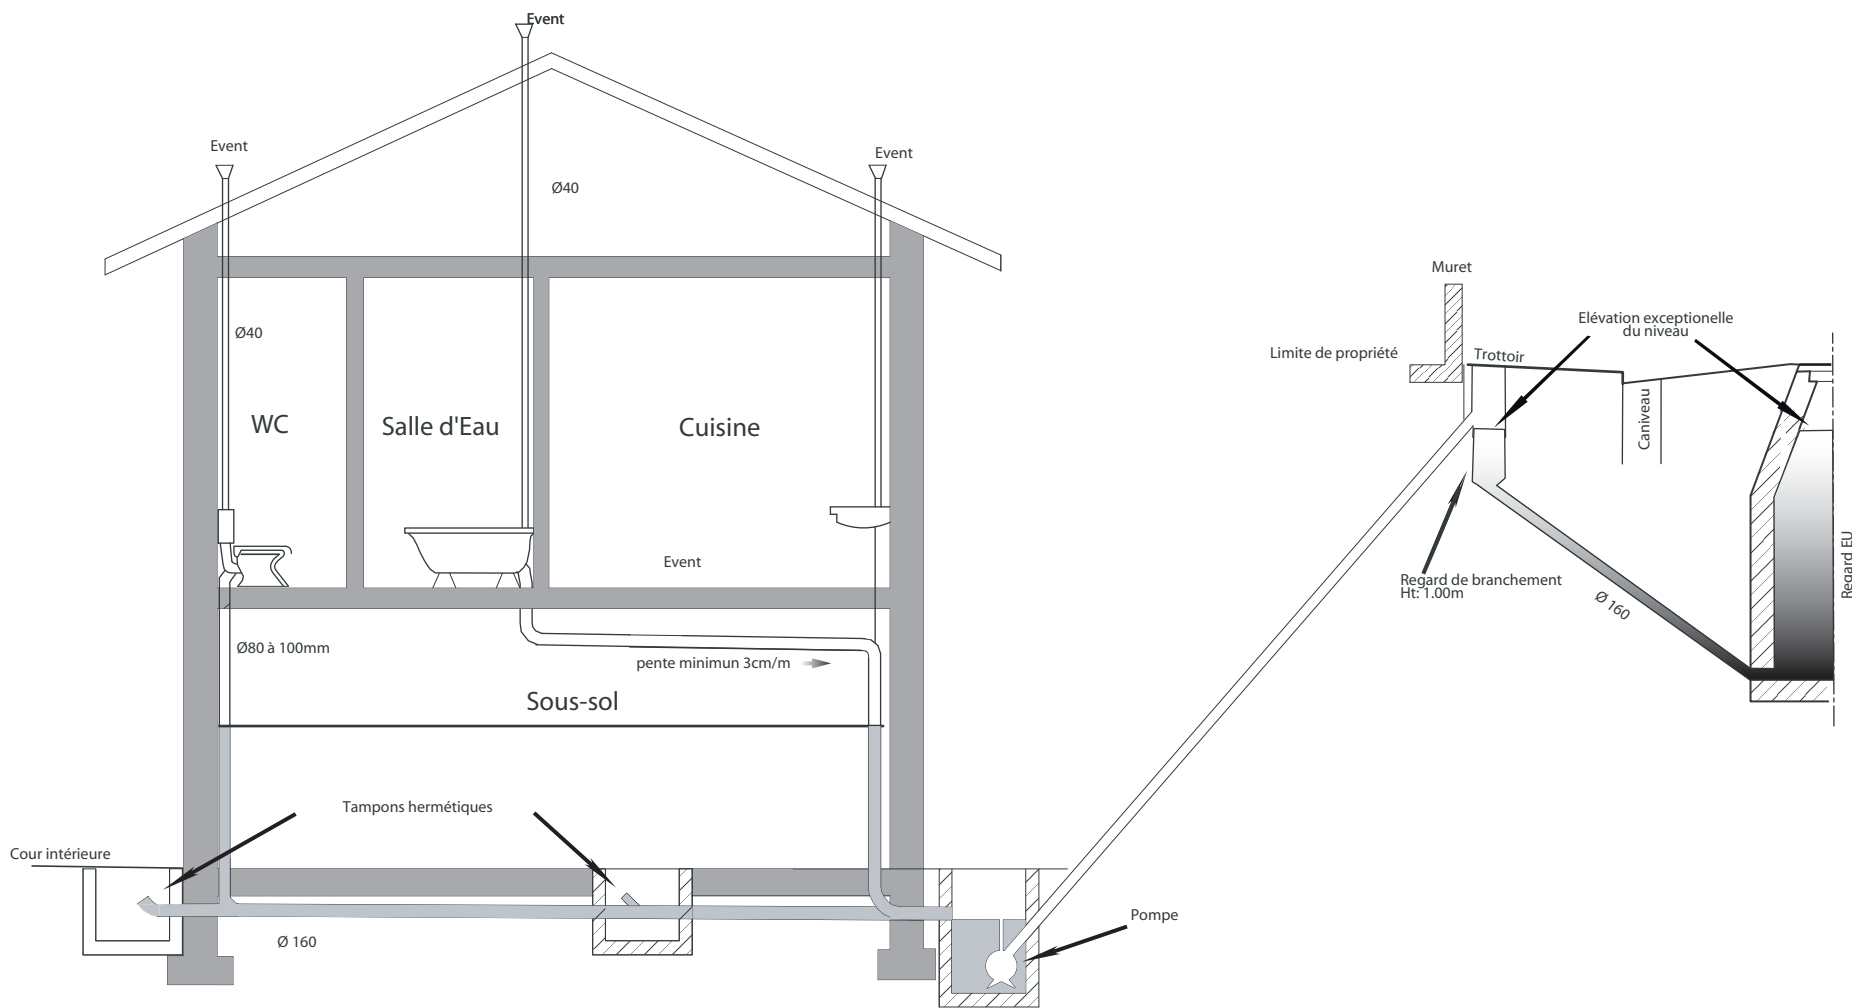 Event
Event
Event
Ø40
Ø40
WC
Salle d'Eau
Cuisine
Event
Ø80 à 100mm
pente minimun 3cm/m
Sous-sol
Tampons hermétiques
Cour intérieure
Ø 160
Pompe
Muret
Limite de propriété
Trottoir
Elévation exceptionelle
du niveau
Caniveau
Regard de branchement
Ht: 1.00m
Ø 160
Regard EU